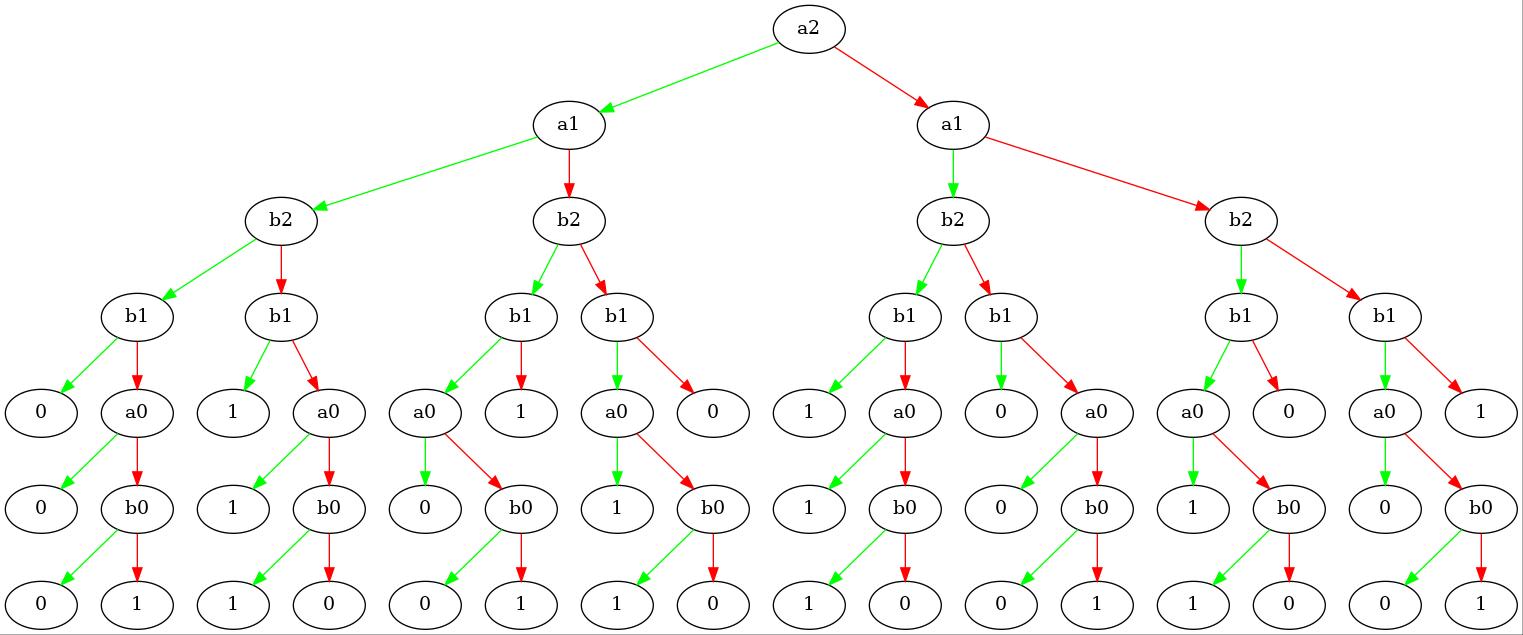 a2
a1 a1
b2 b2 b2 b2
b1 b1 b1 b1 b1 b1 b1 b1
0 a0 1 a0 a0 1 a0 0 1 a0 0 a0 a0 0 a0 1
0 b0 1 b0 0 b0 1 b0 1 b0 0 b0 1 b0 0 b0
0 1 1 0 0 1 1 0 1 0 0 1 1 0 0 1